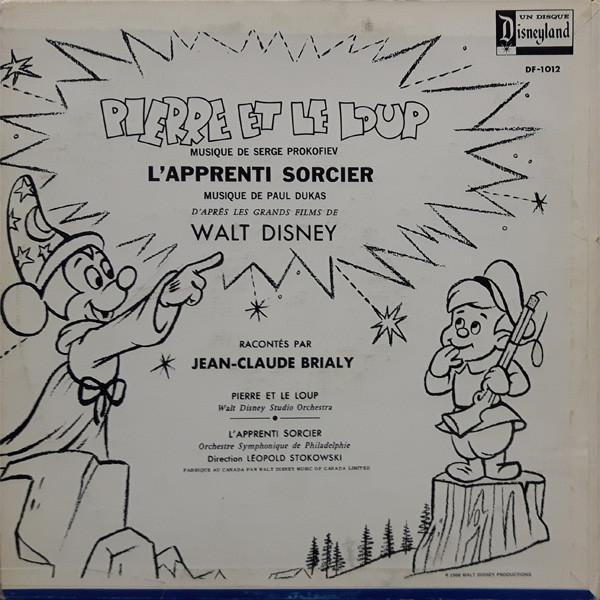 UN DISQUE
Disneyland
DF-1012
PIERRE ET LE LOUP
MUSIQUE DE SERGE PROKOFIEV
L'APPRENTI SORCIER
MUSIQUE DE PAUL DUKAS
D'APRÈS LES GRANDS FILMS DE
WALT DISNEY
RACONTÉS PAR
JEAN-CLAUDE BRIALY
PIERRE ET LE LOUP
Walt Disney Studio Orchestra
L'APPRENTI SORCIER
Orchestre Symphonique de Philadelphie
Direction LÉOPOLD STOKOWSKI
FABRIQUE AU CANADA PAR WALT DISNEY MUSIC OF CANADA LIMITED
WALT DISNEY PRODUCTIONS